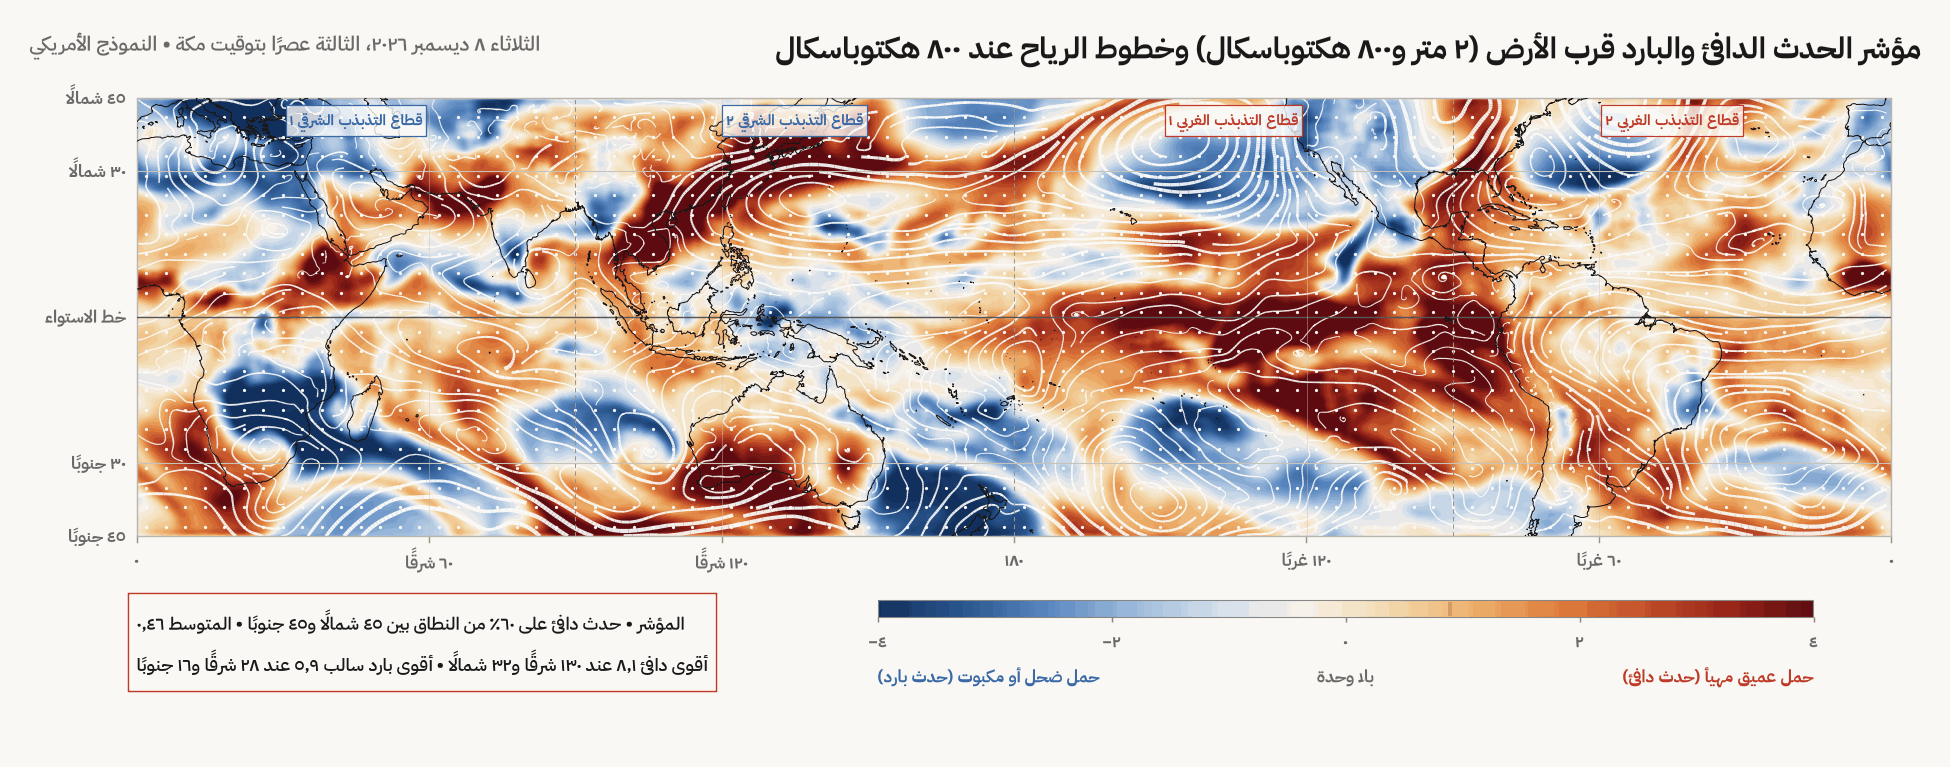 مؤشر الحدث الدافئ والبارد قرب الأرض (٢ متر و٨٠٠ هكتوباسكال) وخطوط الرياح عند ٨٠٠ هكتوباسكال
الثلاثاء ٨ ديسمبر ٢٠٢٦، الثالثة عصرًا بتوقيت مكة • النموذج الأمريكي
٤٥ شمالًا
٣٠ شمالًا
خط الاستواء
٣٠ جنوبًا
٤٥ جنوبًا
قطاع التذبذب الشرقي ١
قطاع التذبذب الشرقي ٢
قطاع التذبذب الغربي ١
قطاع التذبذب الغربي ٢
٠
٦٠ شرقًا
١٢٠ شرقًا
١٨٠
١٢٠ غربًا
٦٠ غربًا
٠
المؤشر • حدث دافئ على ٦٠٪ من النطاق بين ٤٥ شمالًا و٤٥ جنوبًا • المتوسط ٠,٤٦
أقوى دافئ ٨,١ عند ١٣٠ شرقًا و٣٢ شمالًا • أقوى بارد سالب ٥,٩ عند ٢٨ شرقًا و١٦ جنوبًا
−٤
−٢
٠
٢
٤
حمل ضحل أو مكبوت (حدث بارد)
بلا وحدة
حمل عميق مهيأ (حدث دافئ)